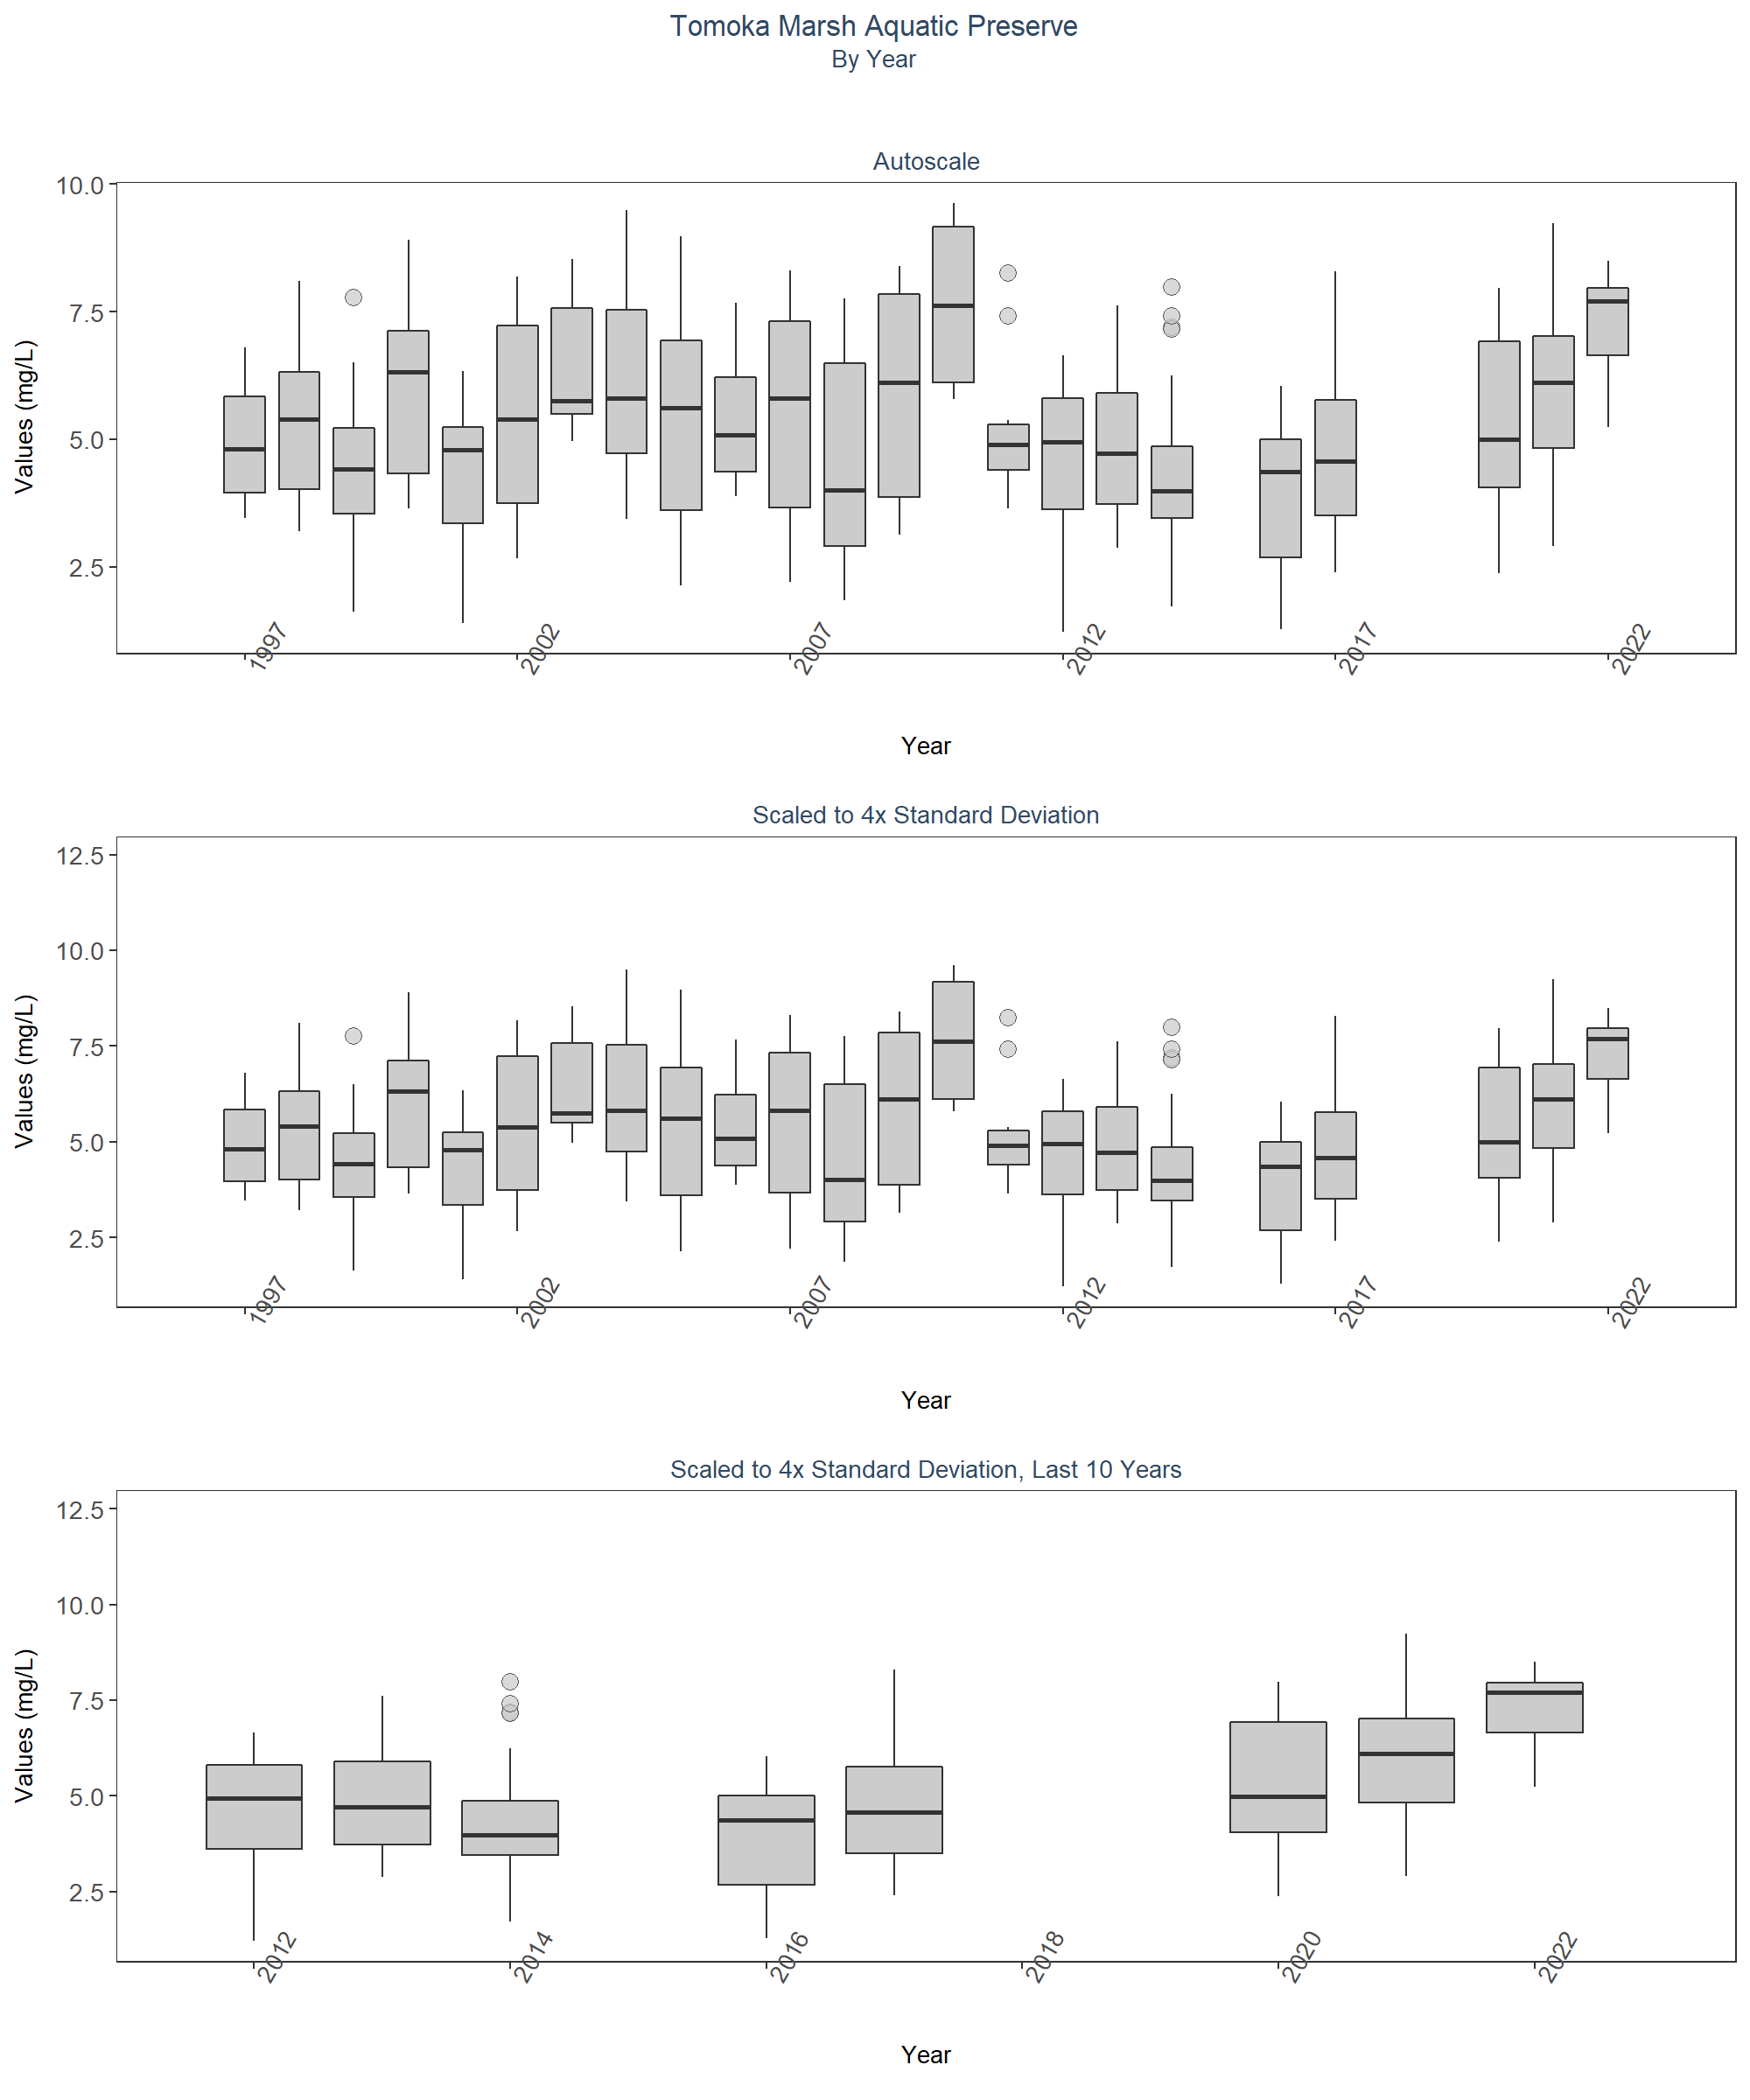 Tomoka Marsh Aquatic Preserve
By Year
Autoscale
Values (mg/L)
10.0
7.5
5.0
2.5
1997 2002 2007 2012 2017 2022
Year
Scaled to 4x Standard Deviation
Values (mg/L)
12.5
10.0
7.5
5.0
2.5
1997 2002 2007 2012 2017 2022
Year
Scaled to 4x Standard Deviation, Last 10 Years
Values (mg/L)
12.5
10.0
7.5
5.0
2.5
2012 2014 2016 2018 2020 2022
Year